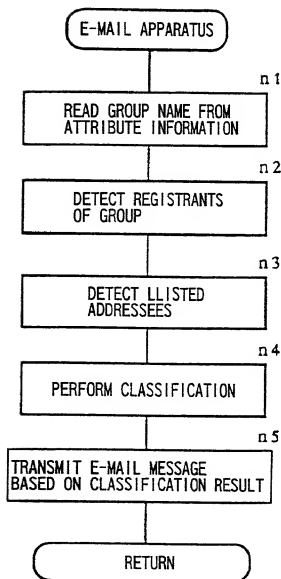 E-MAIL APPARATUS
n1
READ GROUP NAME FROM
ATTRIBUTE INFORMATION
n2
DETECT REGISTRANTS
OF GROUP
n3
DETECT LLISTED
ADDRESSEES
n4
PERFORM CLASSIFICATION
n5
TRANSMIT E-MAIL MESSAGE
BASED ON CLASSIFICATION RESULT
RETURN